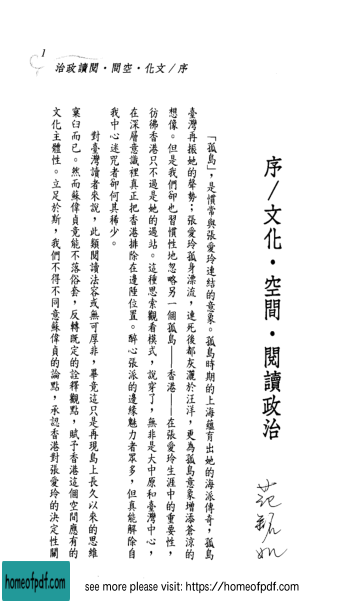 1
序／文化・空間・閱讀政治
序／文化・空間・閱讀政治
范銘如
「孤島」，是慣常與張愛玲連結的意象。孤島時期的上海蘊育出她的海派傳奇，孤島
臺灣再振她的聲勢；張愛玲孤身漂流，連死後都灰灑於汪洋，更為孤島意象增添蒼涼的
想像。但是我們卻也習慣性地忽略另一個孤島——香港——在張愛玲生涯中的重要性，
彷彿香港只不過是她的過站。這種思索觀看模式，說穿了，無非是大中原和臺灣中心，
在深層意識裡真正把香港排除在邊陲位置。醉心張派的邊緣魅力者眾多，但真能解除自
我中心迷咒者卻何其稀少。
對臺灣讀者來說，此類閱讀法容或無可厚非，畢竟這只是再現島上長久以來的思維
窠臼而已。然而蘇偉貞竟能不落俗套，反轉既定的詮釋觀點，賦予香港這個空間應有的
文化主體性。立足於斯，我們不得不同意蘇偉貞的論點，承認香港對張愛玲的決定性關
homeofpdf.com
see more please visit: https://homeofpdf.com